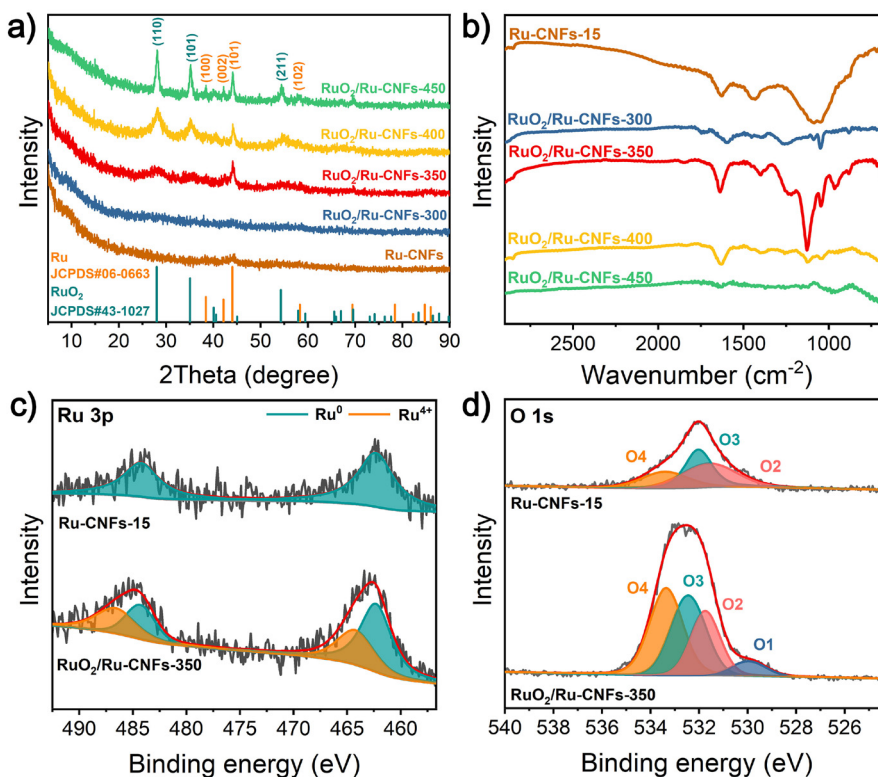 a)
(110)
(101)
(100)
(002)
(101)
(211)
(102)
RuO₂/Ru-CNFs-450
RuO₂/Ru-CNFs-400
RuO₂/Ru-CNFs-350
RuO₂/Ru-CNFs-300
Ru-CNFs
Ru
JCPDS#06-0663
RuO₂
JCPDS#43-1027
Intensity
10 20 30 40 50 60 70 80 90
2Theta (degree)
b)
Ru-CNFs-15
RuO₂/Ru-CNFs-300
RuO₂/Ru-CNFs-350
RuO₂/Ru-CNFs-400
RuO₂/Ru-CNFs-450
Intensity
2500 2000 1500 1000
Wavenumber (cm⁻²)
c)
Ru 3p
Ru⁰ Ru⁴⁺
Ru-CNFs-15
RuO₂/Ru-CNFs-350
Intensity
490 485 480 475 470 465 460
Binding energy (eV)
d)
O 1s
O4
O3
O2
Ru-CNFs-15
O4
O3
O2
O1
RuO₂/Ru-CNFs-350
Intensity
540 538 536 534 532 530 528 526
Binding energy (eV)